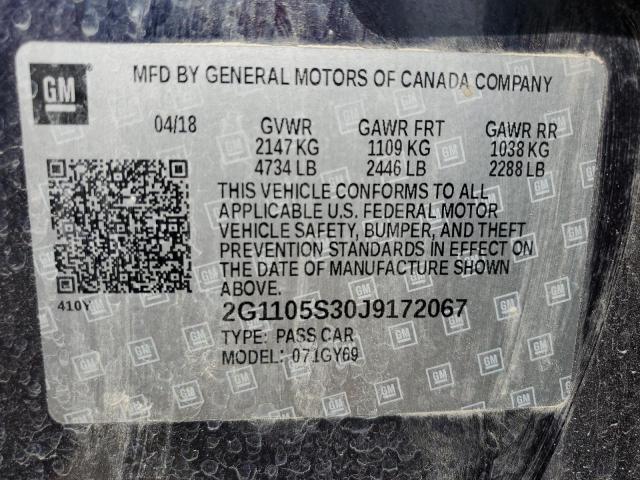 GM
MFD BY GENERAL MOTORS OF CANADA COMPANY
04/18 GVWR GAWR FRT GAWR RR
2147 KG 1109 KG 1038 KG
4734 LB 2446 LB 2288 LB
THIS VEHICLE CONFORMS TO ALL
APPLICABLE U.S. FEDERAL MOTOR
VEHICLE SAFETY, BUMPER, AND THEFT
PREVENTION STANDARDS IN EFFECT ON
THE DATE OF MANUFACTURE SHOWN
ABOVE.
410Y
2G1105S30J9172067
TYPE: PASS CAR
MODEL: 071GY69